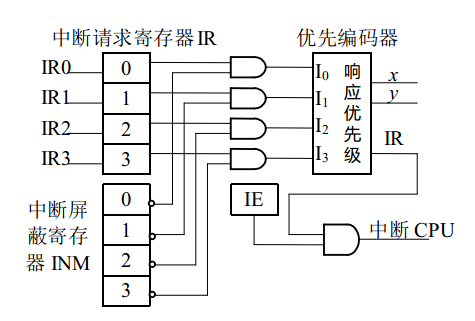 中断请求寄存器 IR
优先编码器
IR0
IR1
IR2
IR3
0
1
2
3
I0
I1
I2
I3
响应优先级
x
y
IR
中断屏
蔽寄存
器 INM
0
1
2
3
IE
中断 CPU